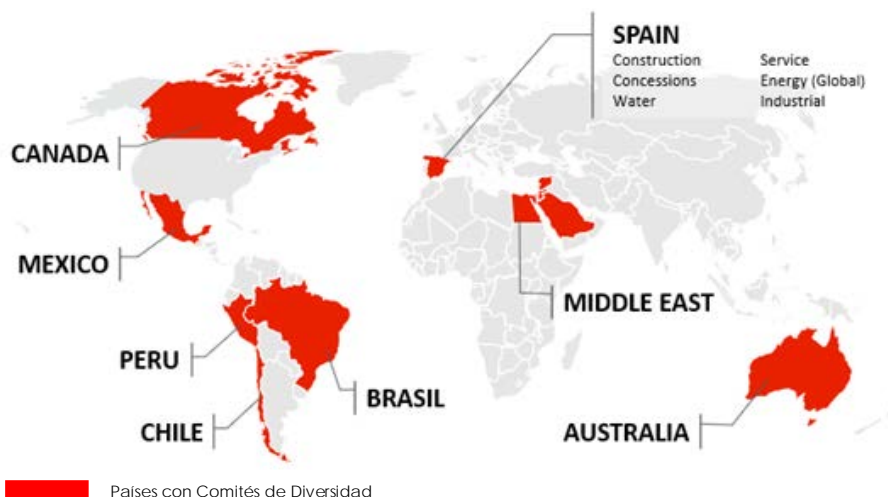 SPAIN
Construction Service
Concessions Energy (Global)
Water Industrial
CANADA
MEXICO
MIDDLE EAST
PERU
BRASIL
CHILE
AUSTRALIA
Países con Comités de Diversidad